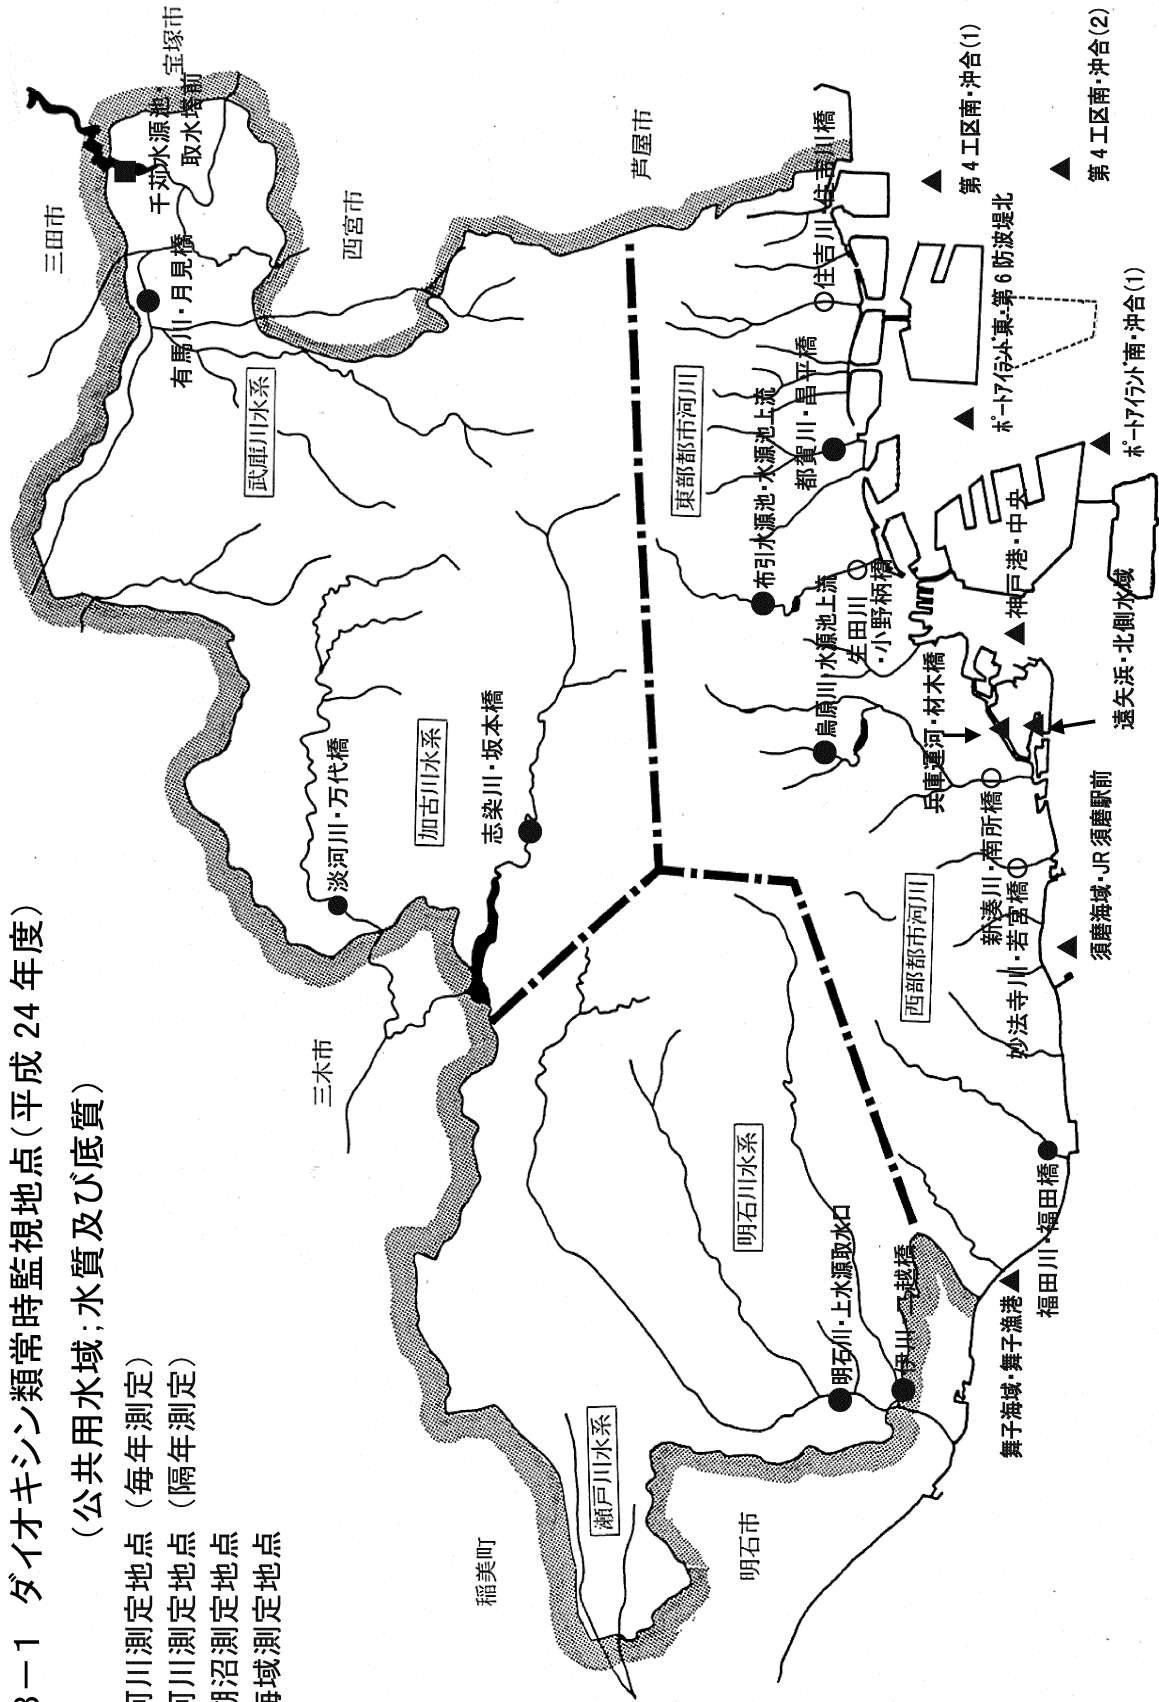 3－1 ダイオキシン類常時監視地点(平成 24 年度)
(公共用水域;水質及び底質)
河川測定地点 (毎年測定)
河川測定地点 (隔年測定)
湖沼測定地点
海域測定地点
三田市
宝塚市
千苅水源池・
取水塔前
西宮市
芦屋市
有馬川・月見橋
武庫川水系
淡河川・万代橋
加古川水系
志染川・坂本橋
三木市
東部都市河川
住吉川・住吉川橋
都賀川・昌平橋
布引水源池・水源池上流
生田川
・小野柄橋
烏原川・水源池上流
第4工区南・沖合(1)
第4工区南・沖合(2)
ポートアイランド東・第6防波堤北
ポートアイランド南・沖合(1)
神戸港・中央
遠矢浜・北側水域
兵庫運河・材木橋
新湊川・南所橋
妙法寺川・若宮橋
須磨海域・JR須磨駅前
西部都市河川
明石川水系
明石川・上水源取水口
伊川・二越橋
福田川・福田橋
舞子海域・舞子漁港
瀬戸川水系
稲美町
明石市